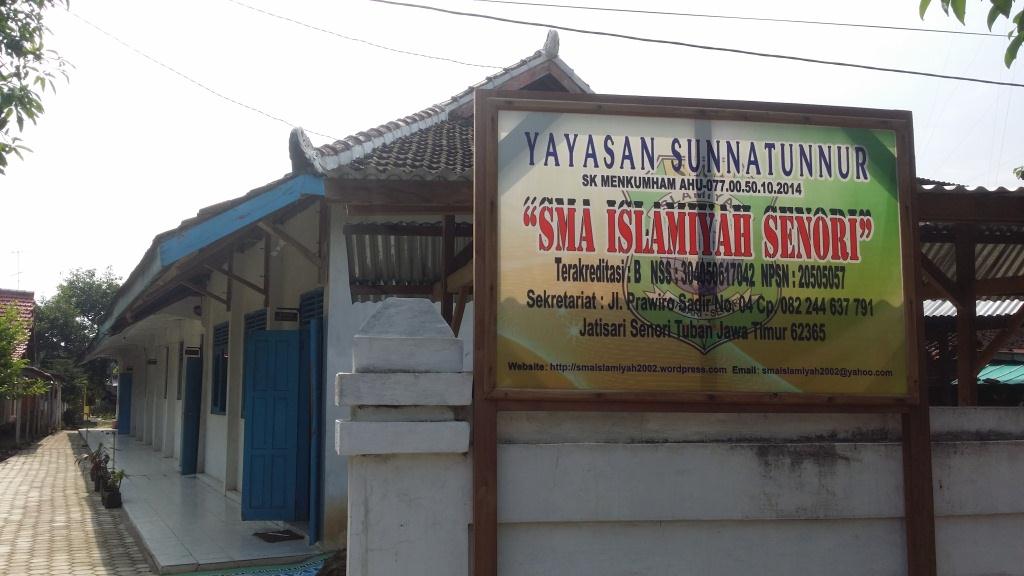 YAYASAN SUNNATUNNUR
SK MENKUMHAM AHU-077.00.50.10.2014
"SMA ISLAMIYAH SENORI"
Terakreditasi : B NSS : 304050617042 NPSN : 20505057
Sekretariat : Jl. Prawiro Sadir No. 04 Cp. 082 244 637 791
Jatisari Senori Tuban Jawa Timur 62365
Website: http://smaislamiyah2002.wordpress.com Email: smaislamiyah2002@yahoo.com